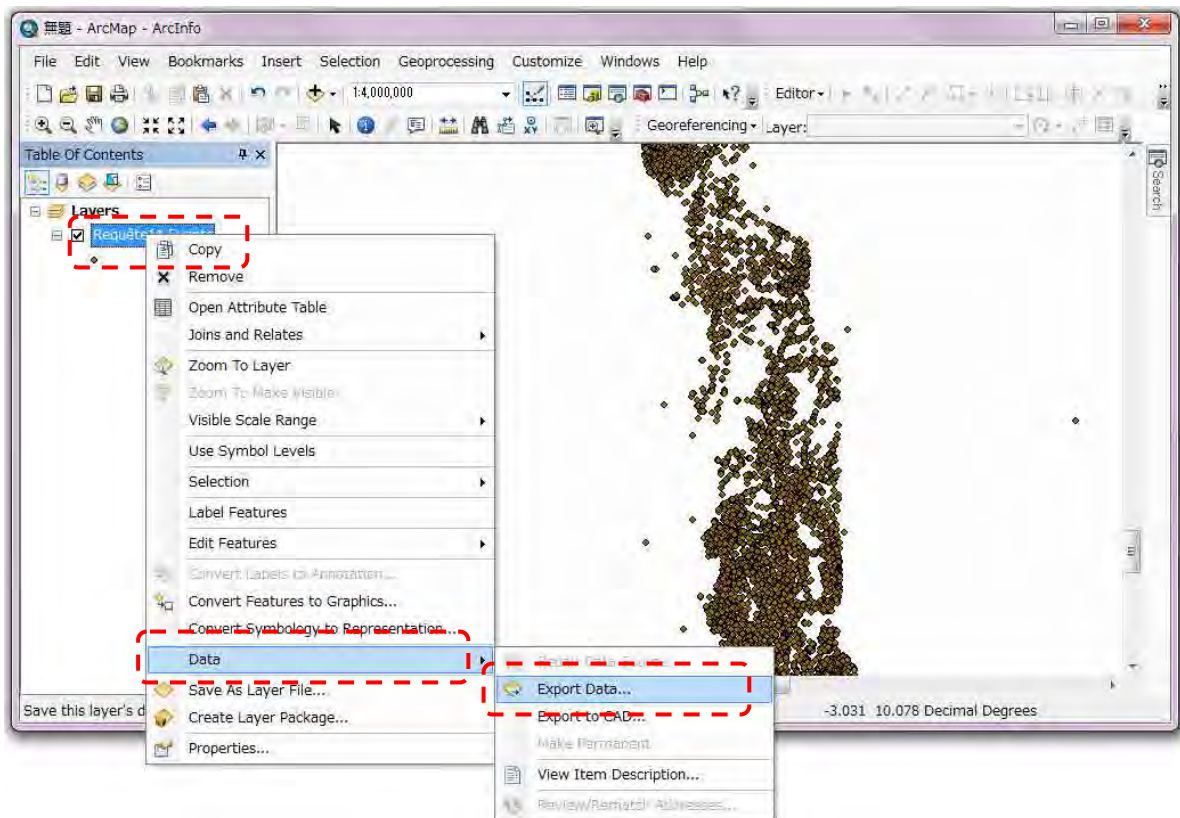 無題 - ArcMap - ArcInfo
File Edit View Bookmarks Insert Selection Geoprocessing Customize Windows Help
1:4,000,000 Editor
Georeferencing Layer:
Table Of Contents
Search
Layers
Copy
Remove
Open Attribute Table
Joins and Relates
Zoom To Layer
Zoom To Make Visible
Visible Scale Range
Use Symbol Levels
Selection
Label Features
Edit Features
Convert Labels to Annotation...
Convert Features to Graphics...
Convert Symbology to Representation...
Data
Save As Layer File...
Create Layer Package...
Properties...
Export Data...
Export to CAD...
Make Permanent
View Item Description...
Review/Rematch Addresses...
Save this layer's d
-3.031 10.078 Decimal Degrees